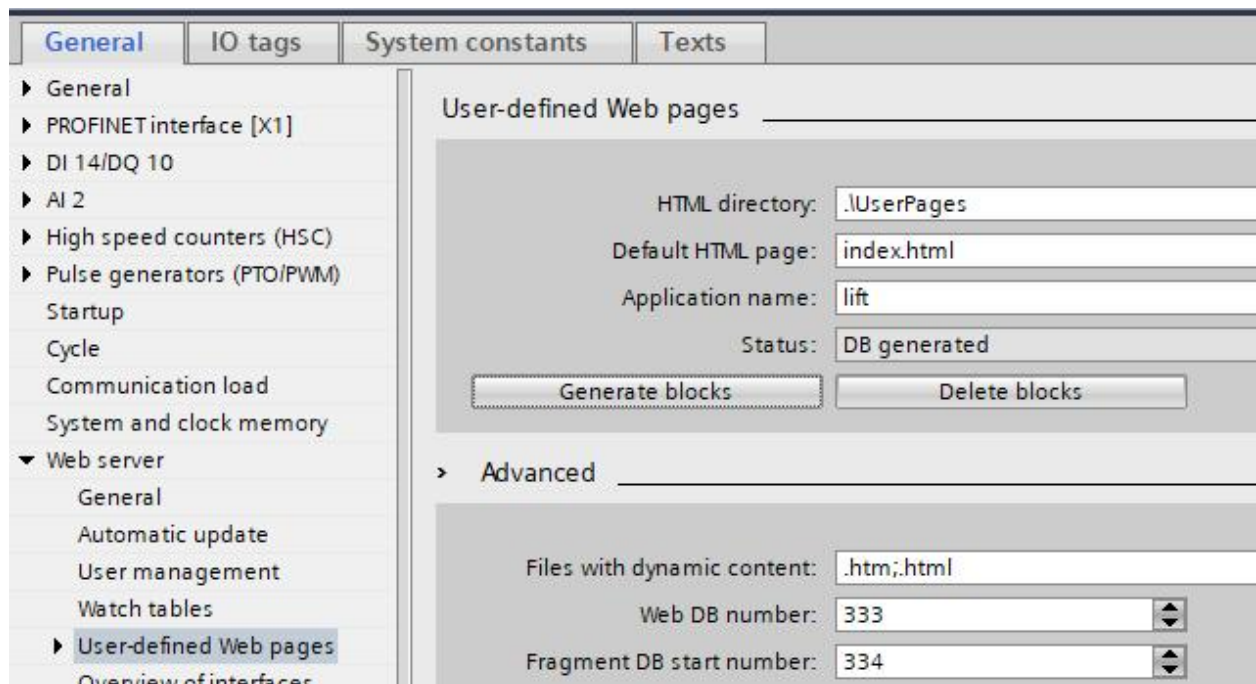 General IO tags System constants Texts
General
PROFINET interface [X1]
DI 14/DQ 10
AI 2
High speed counters (HSC)
Pulse generators (PTO/PWM)
Startup
Cycle
Communication load
System and clock memory
Web server
General
Automatic update
User management
Watch tables
User-defined Web pages
Overview of interfaces
User-defined Web pages
HTML directory: .\UserPages
Default HTML page: index.html
Application name: lift
Status: DB generated
Generate blocks Delete blocks
Advanced
Files with dynamic content: .htm;.html
Web DB number: 333
Fragment DB start number: 334